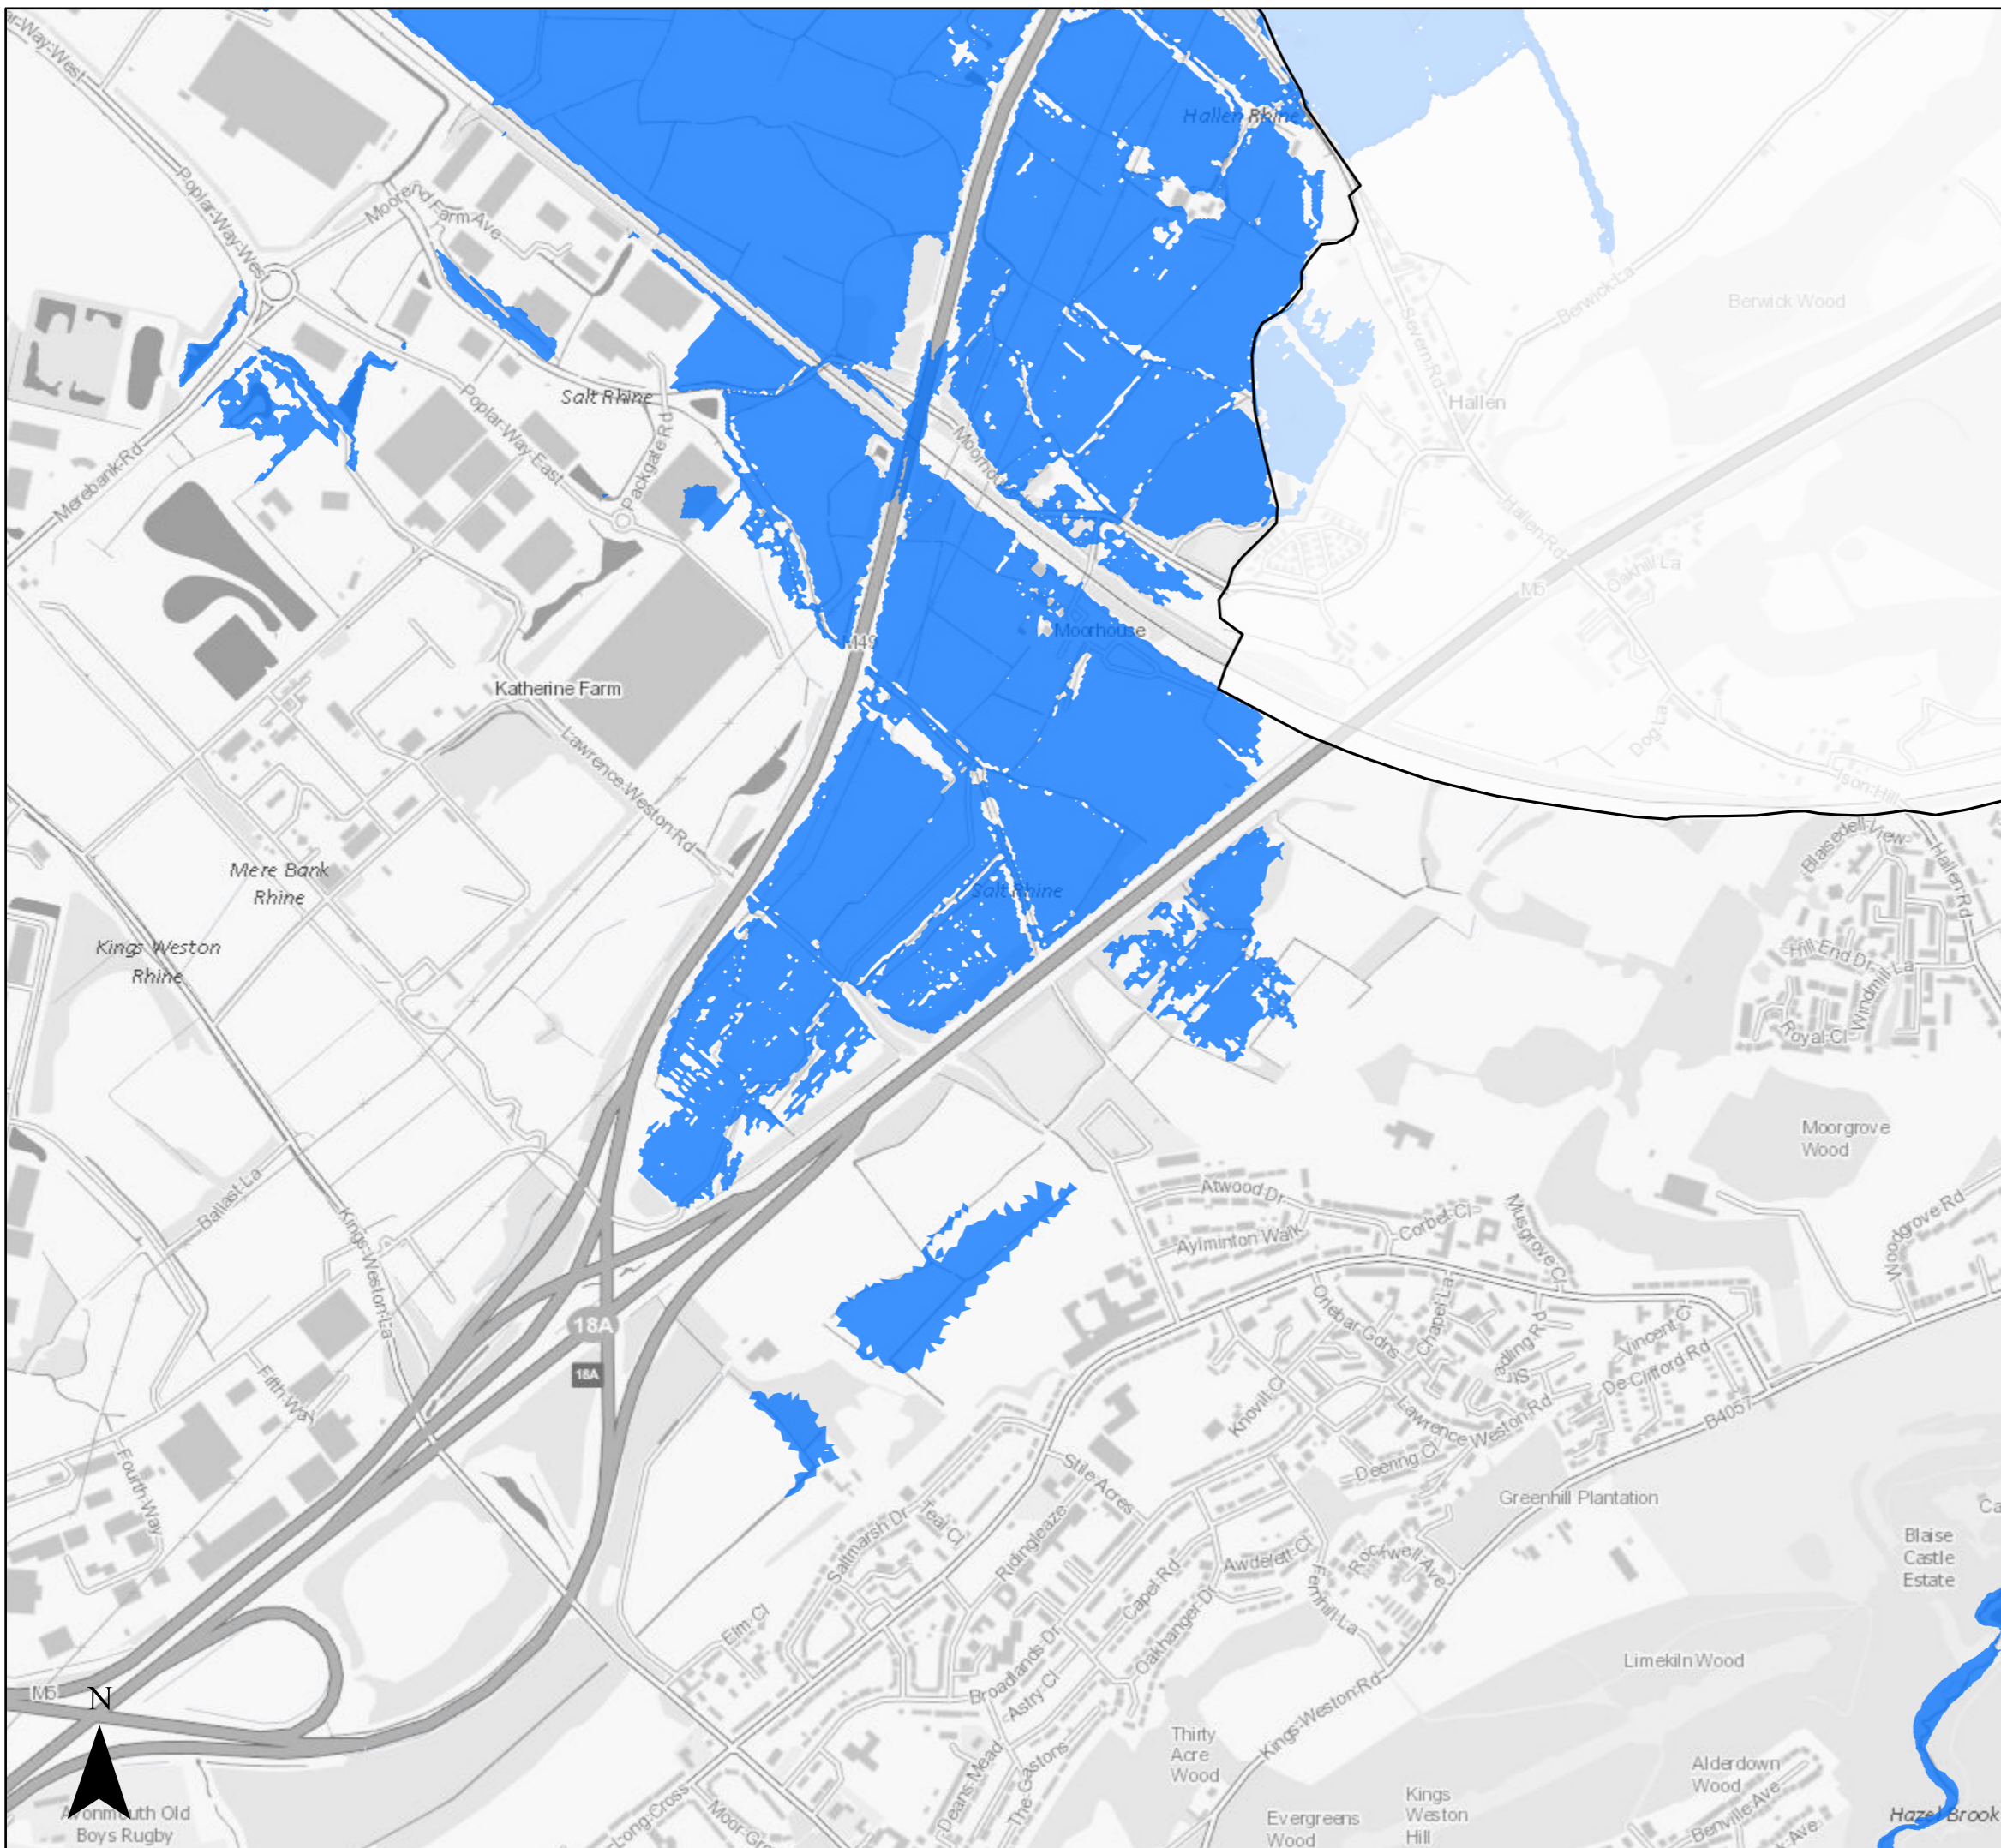 Poplar-Way-West
Hallen Rhine
Moorend Farm Ave
Poplar-Way-West
Berwick-La
Berwick Wood
Severn-Rd
Salt Rhine
Hallen
Poplar-Way-East
Packgate Rd
Merebank-Rd
Hallen-Rd
Oakhill La
M5
Moorhouse
M49
Katherine Farm
Dog-La
Lawrence-Weston-Rd
Blaisedell-View
Hallen-Rd
Mere Bank
Rhine
Salt Rhine
Kings Weston
Rhine
Hill End Dr
Windmill-La
Royal-Cl
Moorgrove
Wood
Ballast-La
Atwood Dr
Musgrove Cl
Corbet-Cl
Aylminton Walk
Woodgrove-Rd
Kings-Weston-La
Orlebar-Gdns
Chapel-La
18A
18A
Vincent-Cl
De-Clifford Rd
Fifth-Way
Knovill-Cl
Lawrence Weston-Rd
B4057
Fourth-Way
Stile-Acres
Deering-Cl
Greenhill Plantation
Saltmarsh Dr
Teal Cl
Ridingleaze
Blaise
Castle
Estate
Awdelett-Cl
Rockwell Ave
Capel-Rd
Fernhill-La
Oakhanger-Dr
Elm-Cl
Limekiln Wood
Broadlands-Dr
M5
N
Astry-Cl
Kings-Weston-Rd
Thirty
Acre
Wood
Deans-Mead
The-Gastons
Alderdown
Wood
Kings
Weston
Hill
Benville-Ave
Hazel Brook
Avonmouth Old
Boys Rugby
Long-Cross
Evergreens
Wood